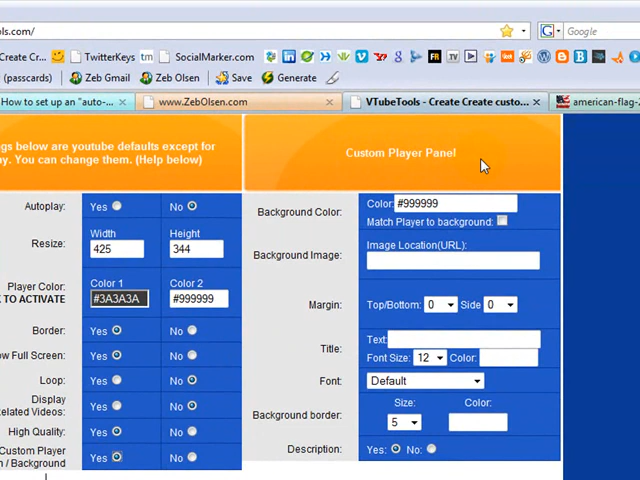 ols.com/
Google
Create Cr...
TwitterKeys
tm
SocialMarker.com
(passcards)
Zeb Gmail
Zeb Olsen
Save
Generate
How to set up an "auto-...
www.ZebOlsen.com
VTubeTools - Create Create custo...
american-flag-2
ngs below are youtube defaults except for
y. You can change them. (Help below)
Custom Player Panel
Autoplay:
Yes
No
Resize:
Width
425
Height
344
Player Color:
K TO ACTIVATE
Color 1
#3A3A3A
Color 2
#999999
Border:
Yes
No
ow Full Screen:
Yes
No
Loop:
Yes
No
Display
elated Videos:
Yes
No
High Quality:
Yes
No
Custom Player
n / Background
Yes
No
Background Color:
Color:
#999999
Match Player to background:
Background Image:
Image Location(URL):
Margin:
Top/Bottom:
0
Side
0
Title:
Text:
Font Size:
12
Color:
Font:
Default
Background border:
Size:
5
Color:
Description:
Yes:
No: